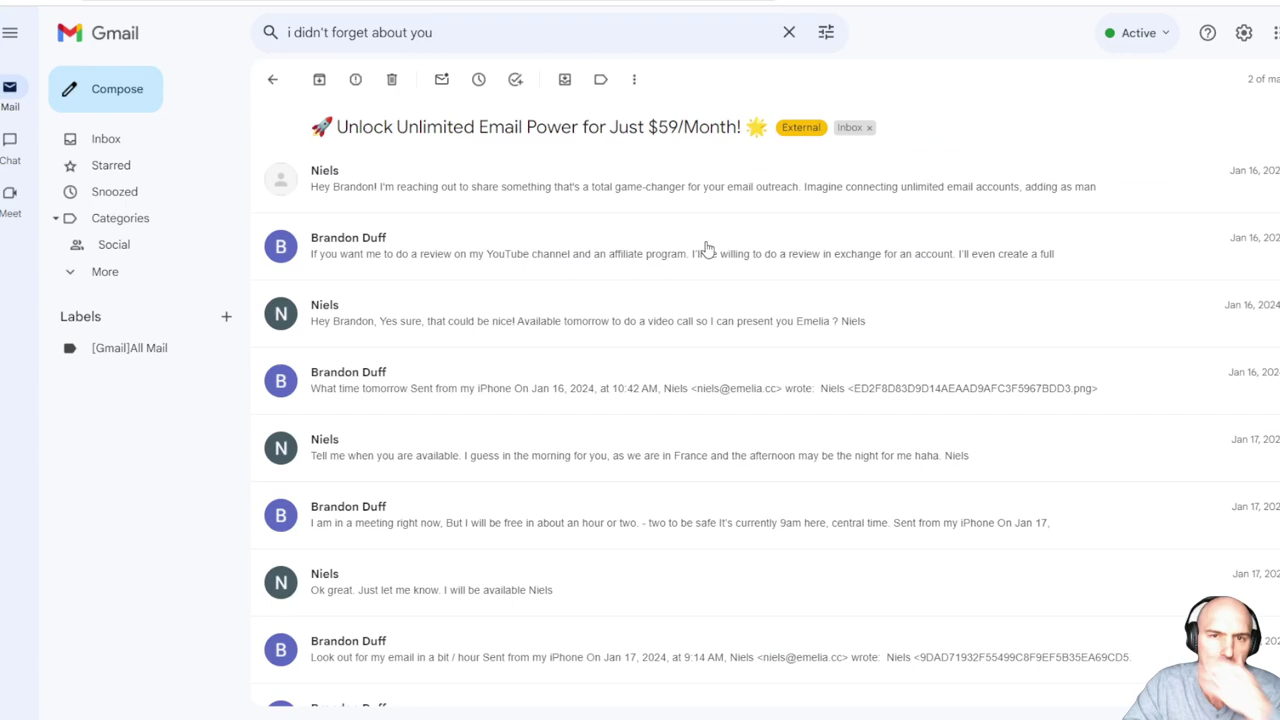 Gmail
i didn't forget about you
Active
Mail
Compose
2 of ma
🚀 Unlock Unlimited Email Power for Just $59/Month! 🌟 External Inbox ×
Chat
Inbox
Starred
Meet
Snoozed
Categories
Social
More
Labels +
[Gmail]All Mail
Niels Jan 16, 202
Hey Brandon! I'm reaching out to share something that's a total game-changer for your email outreach. Imagine connecting unlimited email accounts, adding as man
B Brandon Duff Jan 16, 202
If you want me to do a review on my YouTube channel and an affiliate program. I'll be willing to do a review in exchange for an account. I'll even create a full
N Niels Jan 16, 2024
Hey Brandon, Yes sure, that could be nice! Available tomorrow to do a video call so I can present you Emelia ? Niels
B Brandon Duff Jan 16, 202
What time tomorrow Sent from my iPhone On Jan 16, 2024, at 10:42 AM, Niels <niels@emelia.cc> wrote: Niels <ED2F8D83D9D14AEAAD9AFC3F5967BDD3.png>
N Niels Jan 17, 202
Tell me when you are available. I guess in the morning for you, as we are in France and the afternoon may be the night for me haha. Niels
B Brandon Duff Jan 17, 202
I am in a meeting right now, But I will be free in about an hour or two. - two to be safe It's currently 9am here, central time. Sent from my iPhone On Jan 17,
N Niels Jan 17, 202
Ok great. Just let me know. I will be available Niels
B Brandon Duff
Look out for my email in a bit / hour Sent from my iPhone On Jan 17, 2024, at 9:14 AM, Niels <niels@emelia.cc> wrote: Niels <9DAD71932F55499C8F9EF5B35EA69CD5.
Brandon Duff